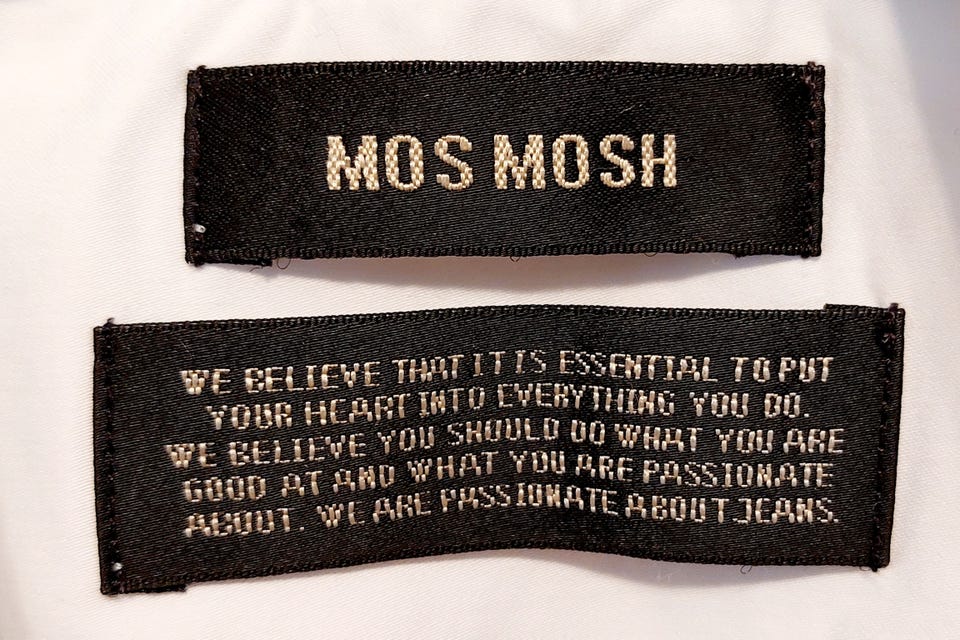 MOS MOSH
WE BELIEVE THAT IT IS ESSENTIAL TO PUT
YOUR HEART INTO EVERYTHING YOU DO.
WE BELIEVE YOU SHOULD DO WHAT YOU ARE
GOOD AT AND WHAT YOU ARE PASSIONATE
ABOUT. WE ARE PASSIONATE ABOUT JEANS.